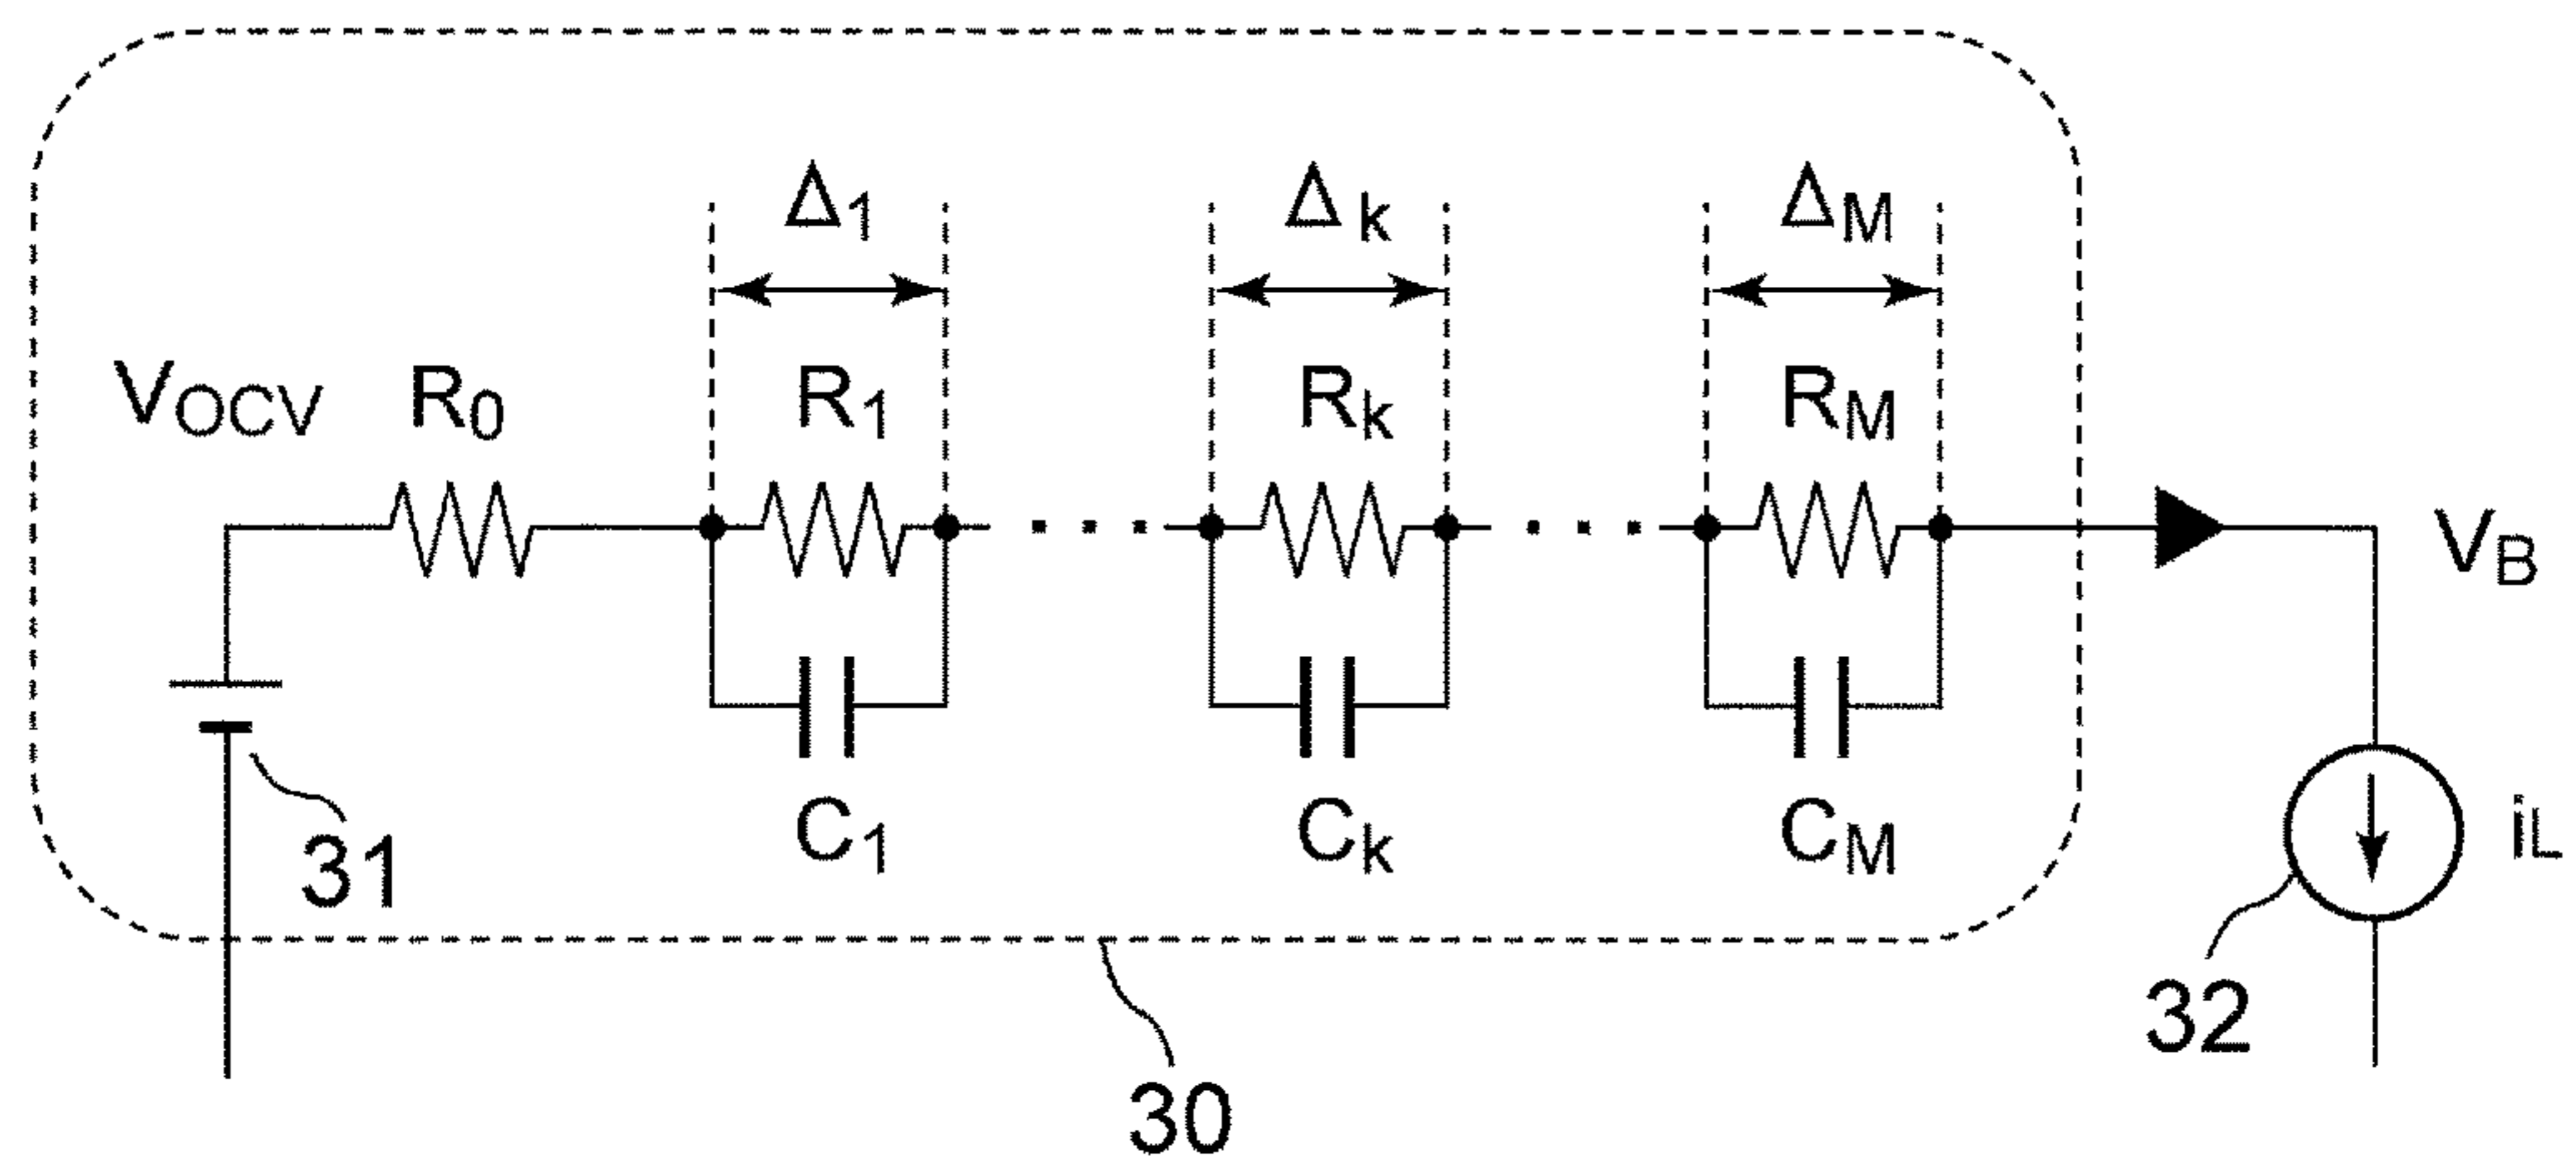 Δ1 Δk ΔM
VOCV R0 R1 Rk RM
VB
C1 Ck CM iL
31
32
30